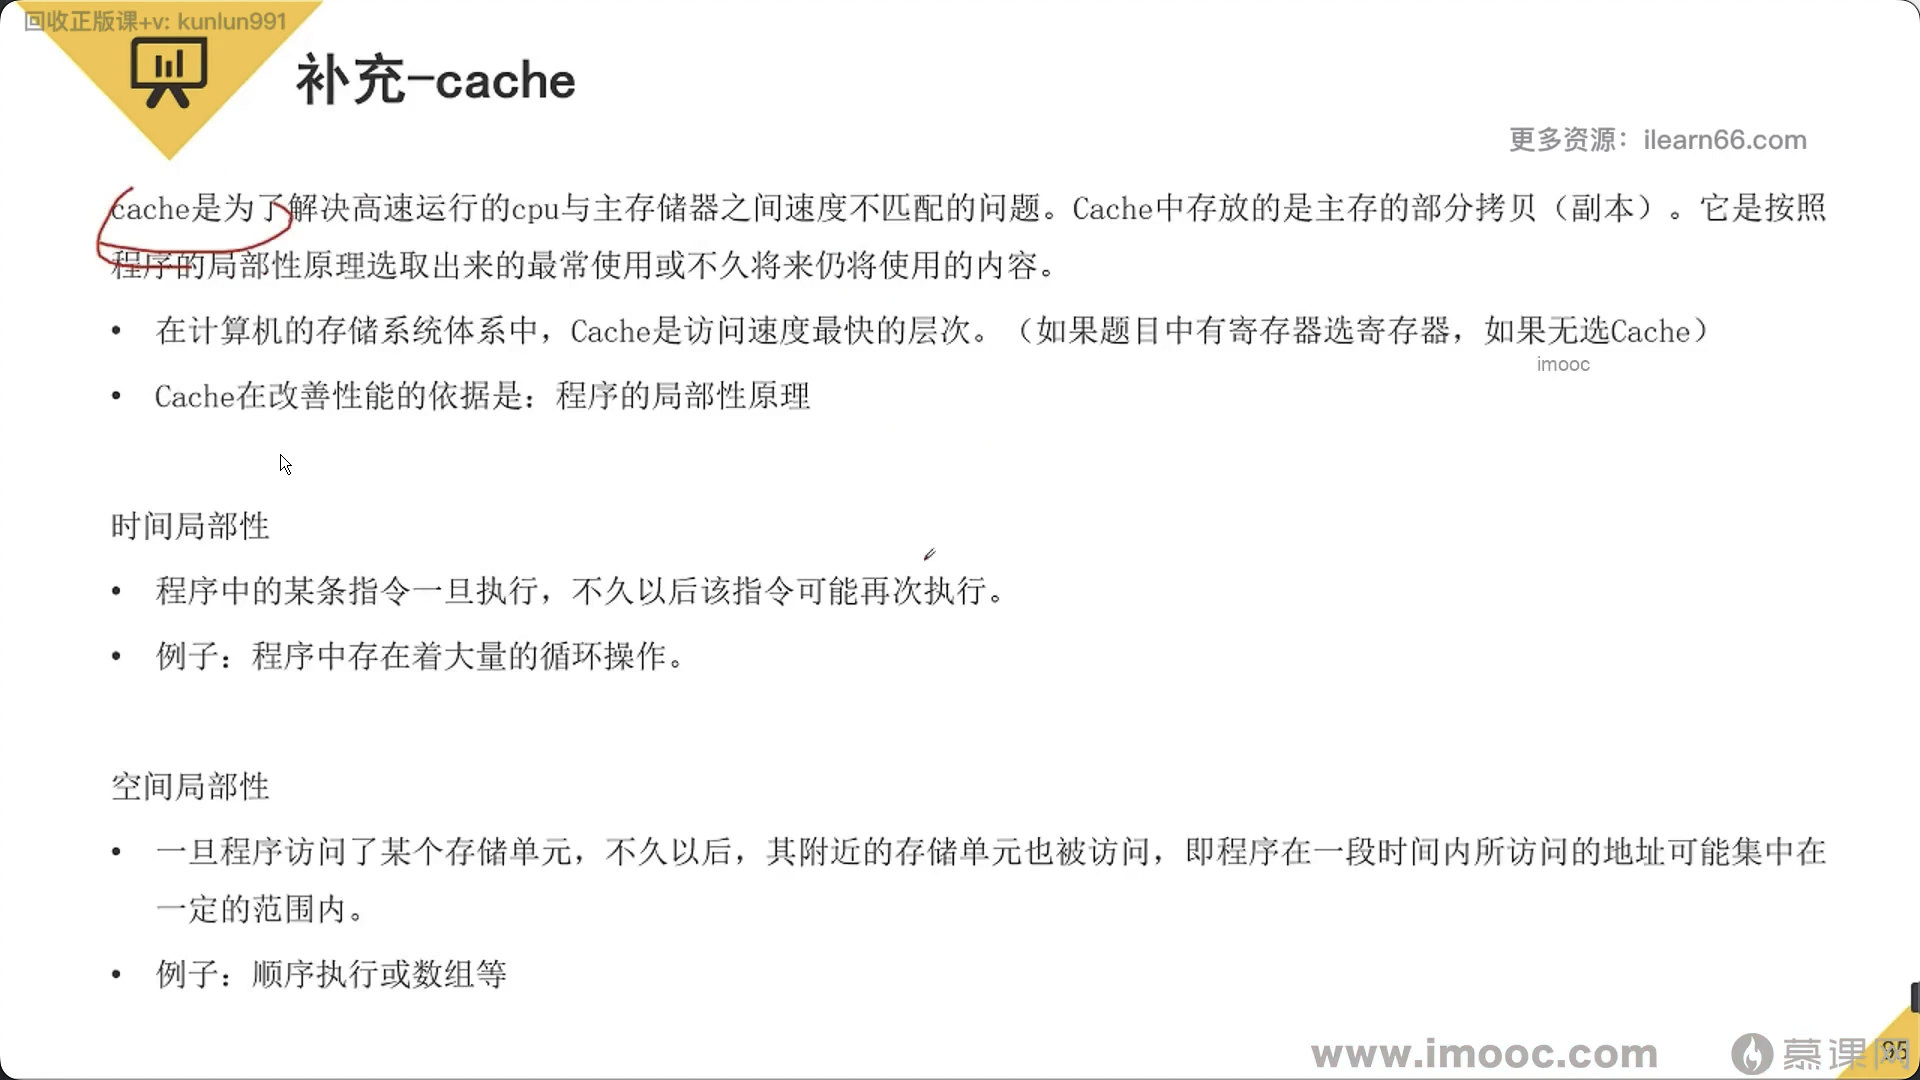 回收正版课+v: kunlun991
补充-cache
更多资源：ilearn66.com
cache是为了解决高速运行的cpu与主存储器之间速度不匹配的问题。Cache中存放的是主存的部分拷贝（副本）。它是按照
程序的局部性原理选取出来的最常使用或不久将来仍将使用的内容。
• 在计算机的存储系统体系中，Cache是访问速度最快的层次。（如果题目中有寄存器选寄存器，如果无选Cache）
imooc
• Cache在改善性能的依据是：程序的局部性原理
时间局部性
• 程序中的某条指令一旦执行，不久以后该指令可能再次执行。
• 例子：程序中存在着大量的循环操作。
空间局部性
• 一旦程序访问了某个存储单元，不久以后，其附近的存储单元也被访问，即程序在一段时间内所访问的地址可能集中在
一定的范围内。
• 例子：顺序执行或数组等
www.imooc.com 慕课网
95